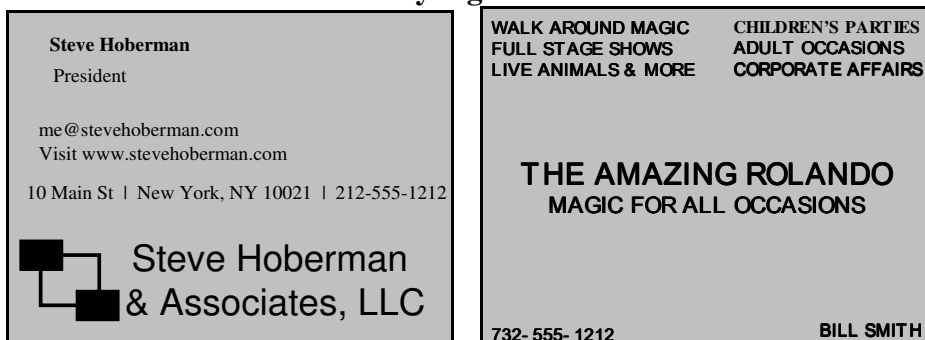 Steve Hoberman
President
me@stevehoberman.com
Visit www.stevehoberman.com
10 Main St | New York, NY 10021 | 212-555-1212
Steve Hoberman
& Associates, LLC
WALK AROUND MAGIC CHILDREN'S PARTIES
FULL STAGE SHOWS ADULT OCCASIONS
LIVE ANIMALS & MORE CORPORATE AFFAIRS
THE AMAZING ROLANDO
MAGIC FOR ALL OCCASIONS
732-555-1212 BILL SMITH